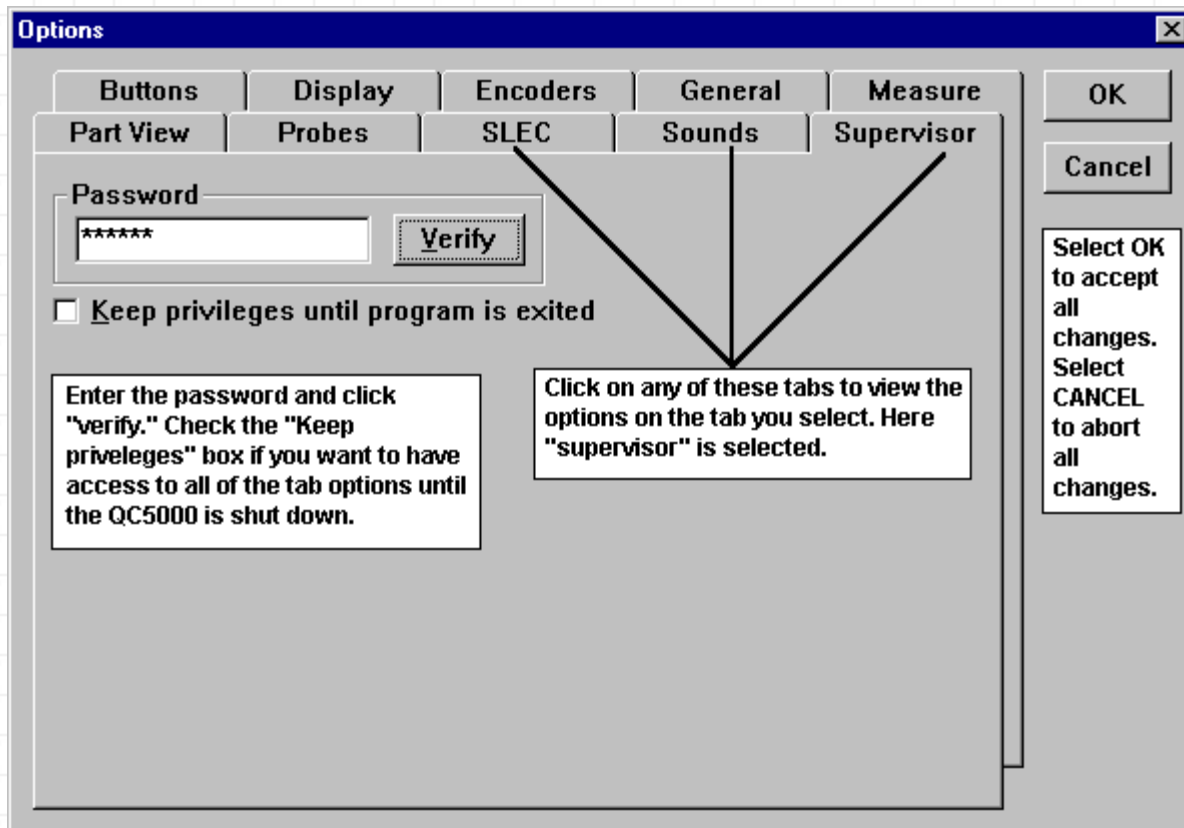 Options
Buttons Display Encoders General Measure
Part View Probes SLEC Sounds Supervisor
OK
Cancel
Password
******
Verify
Keep privileges until program is exited
Enter the password and click
"verify." Check the "Keep
priveleges" box if you want to have
access to all of the tab options until
the QC5000 is shut down.
Click on any of these tabs to view the
options on the tab you select. Here
"supervisor" is selected.
Select OK
to accept
all
changes.
Select
CANCEL
to abort
all
changes.